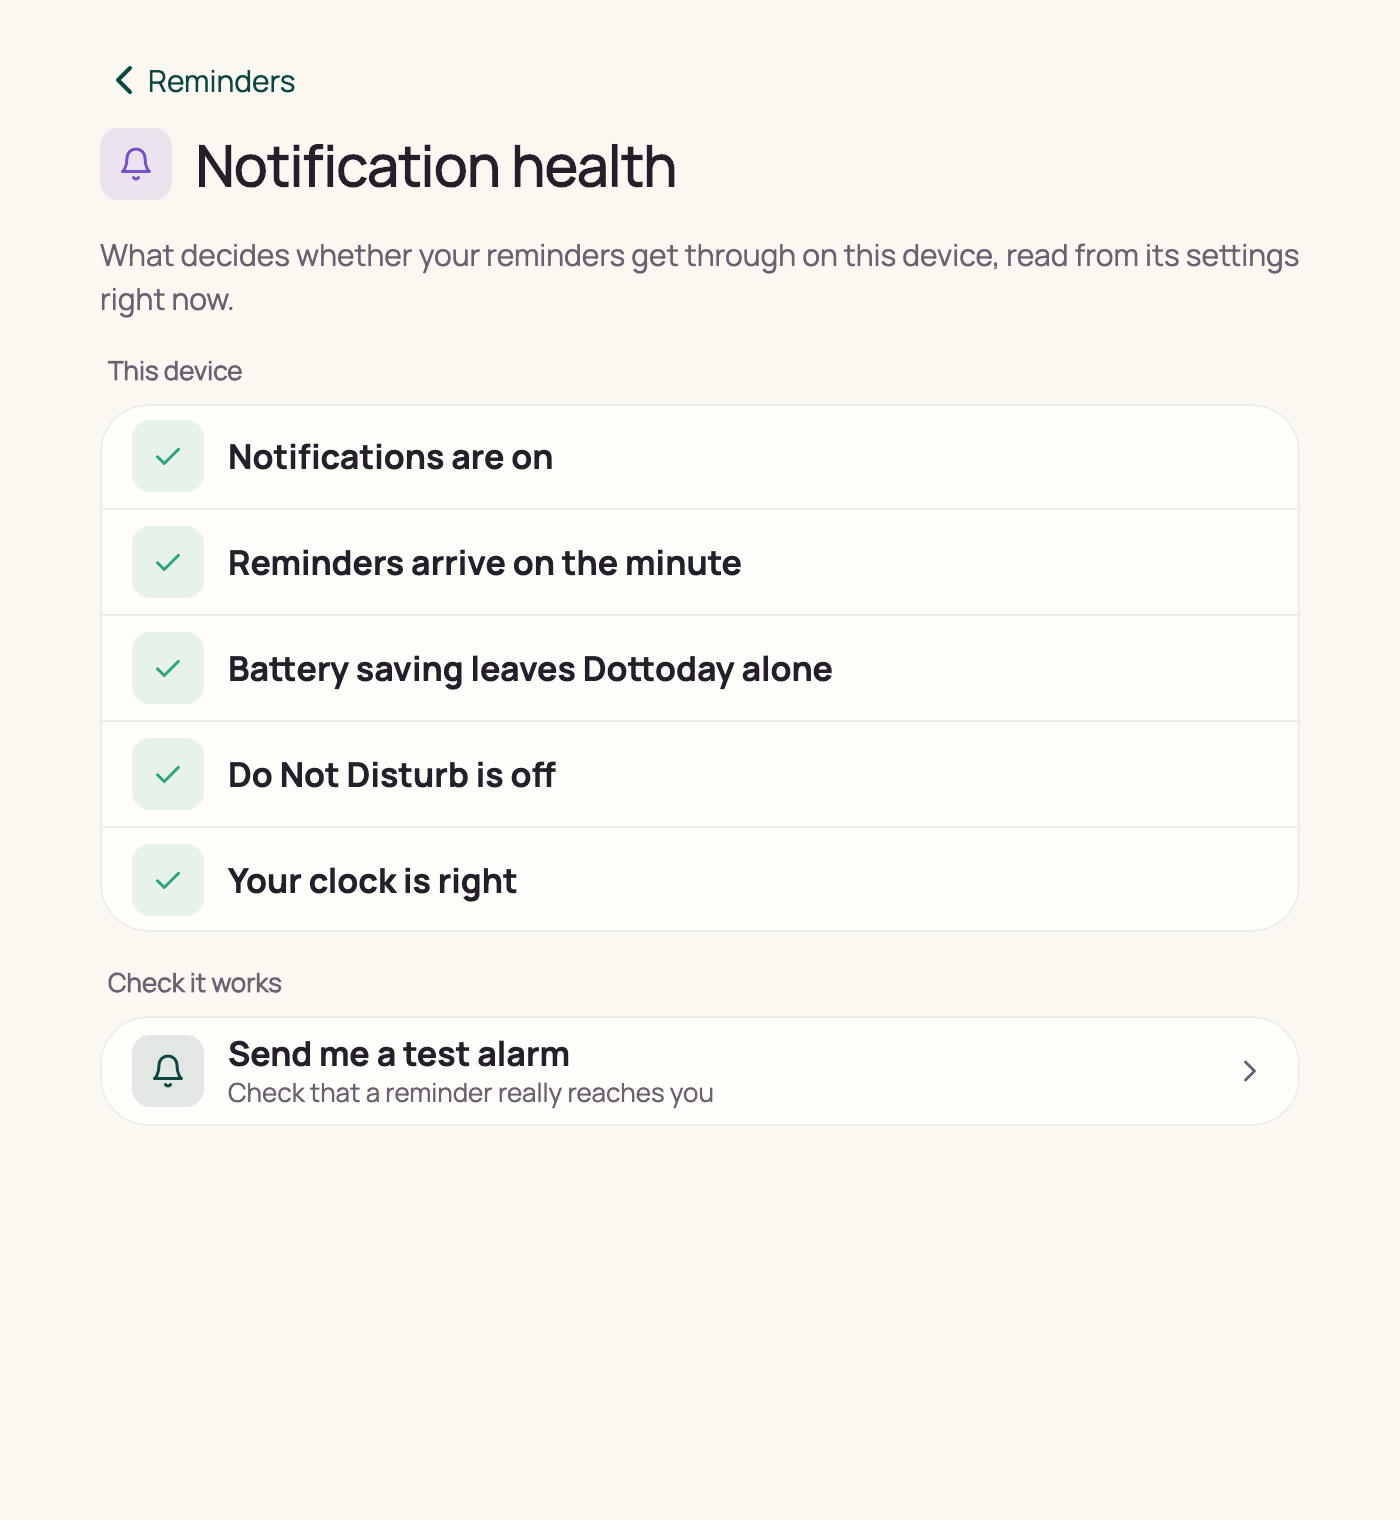 Reminders
Notification health
What decides whether your reminders get through on this device, read from its settings
right now.
This device
Notifications are on
Reminders arrive on the minute
Battery saving leaves Dottoday alone
Do Not Disturb is off
Your clock is right
Check it works
Send me a test alarm
Check that a reminder really reaches you